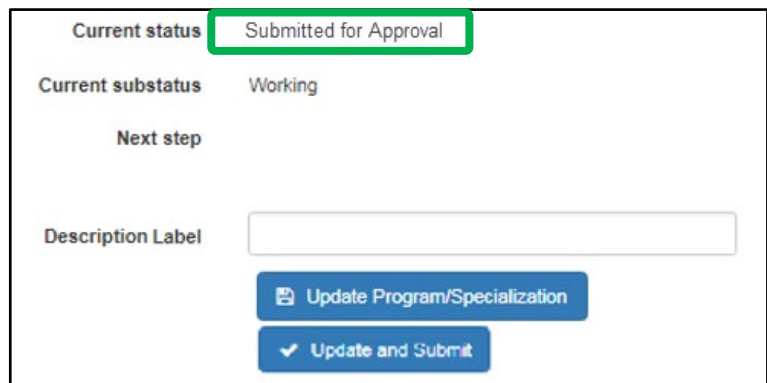 Current status Submitted for Approval
Current substatus Working
Next step
Description Label
Update Program/Specialization
Update and Submit